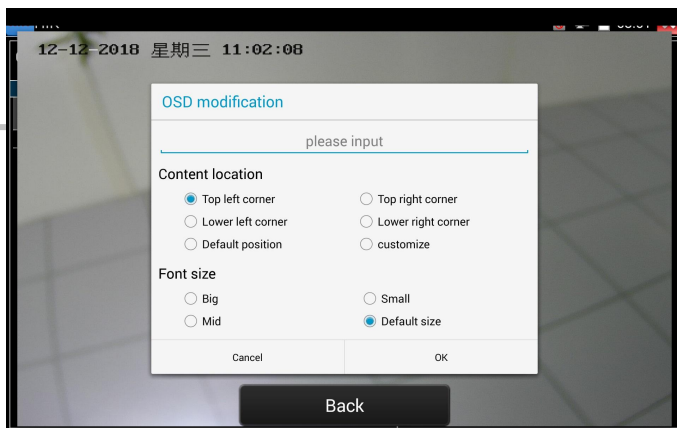 12-12-2018 星期三 11:02:08
OSD modification
please input
Content location
Top left corner
Top right corner
Lower left corner
Lower right corner
Default position
customize
Font size
Big
Small
Mid
Default size
Cancel
OK
Back